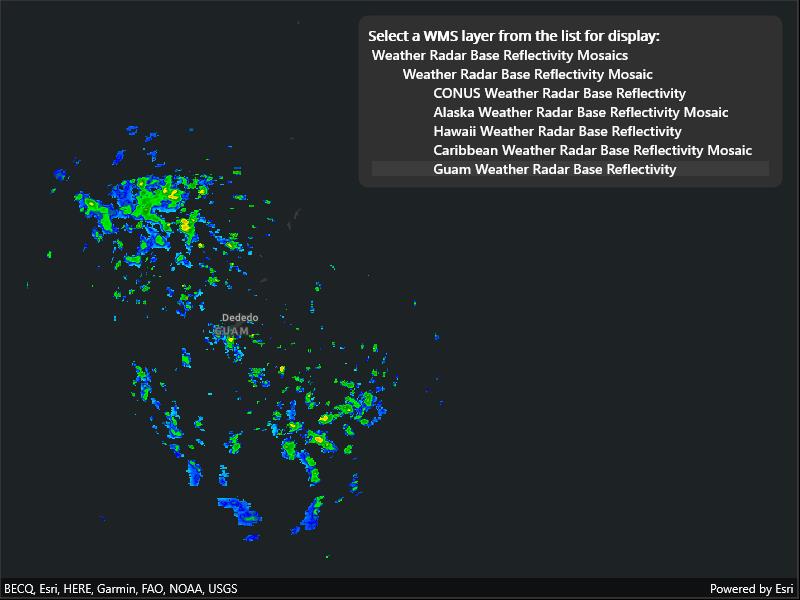 Select a WMS layer from the list for display:
Weather Radar Base Reflectivity Mosaics
Weather Radar Base Reflectivity Mosaic
CONUS Weather Radar Base Reflectivity
Alaska Weather Radar Base Reflectivity Mosaic
Hawaii Weather Radar Base Reflectivity
Caribbean Weather Radar Base Reflectivity Mosaic
Guam Weather Radar Base Reflectivity
Dededo
GUAM
BECQ, Esri, HERE, Garmin, FAO, NOAA, USGS
Powered by Esri